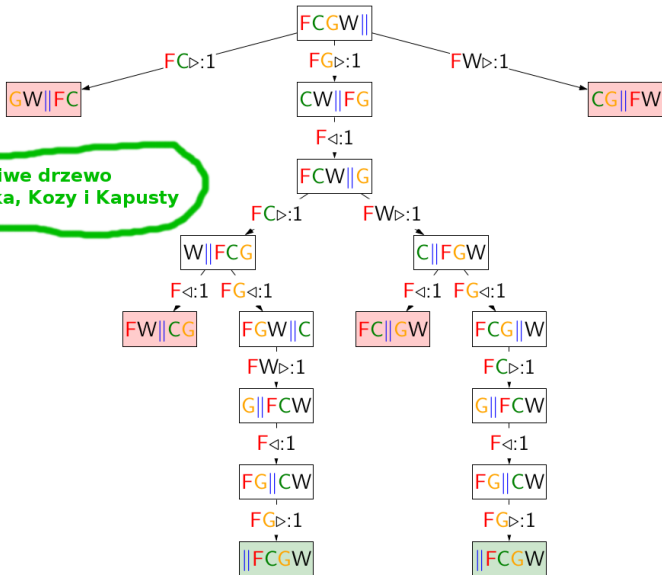 FCGW||
FC▷:1 FG▷:1 FW▷:1
GW||FC CW||FG CG||FW
F◁:1
iwe drzewo
FCW||G
ka, Kozy i Kapusty
FC▷:1 FW▷:1
W||FCG C||FGW
F◁:1 FG◁:1 F◁:1 FG◁:1
FW||CG FGW||C FC||GW FCG||W
FW▷:1 FC▷:1
G||FCW G||FCW
F◁:1 F◁:1
FG||CW FG||CW
FG▷:1 FG▷:1
||FCGW ||FCGW